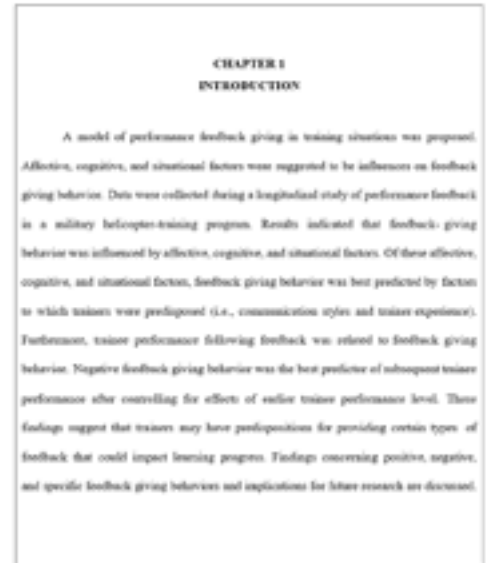 CHAPTER 1
INTRODUCTION
A model of performance feedback giving in training situations was proposed.
Affective, cognitive, and situational factors were suggested to be influences on feedback
giving behavior. Data were collected during a longitudinal study of performance feedback
in a military helicopter-training program. Results indicated that feedback- giving
behavior was influenced by affective, cognitive, and situational factors. Of these affective,
cognitive, and situational factors, feedback giving behavior was best predicted by factors
to which trainers were predisposed (i.e., communication styles and trainer-experience).
Furthermore, trainee performance following feedback was related to feedback giving
behavior. Negative feedback giving behavior was the best predictor of subsequent trainee
performance after controlling for effects of earlier trainee performance level. These
findings suggest that trainers may have predispositions for providing certain types of
feedback that could impact learning progress. Findings concerning positive, negative,
and specific feedback giving behaviors and implications for future research are discussed.